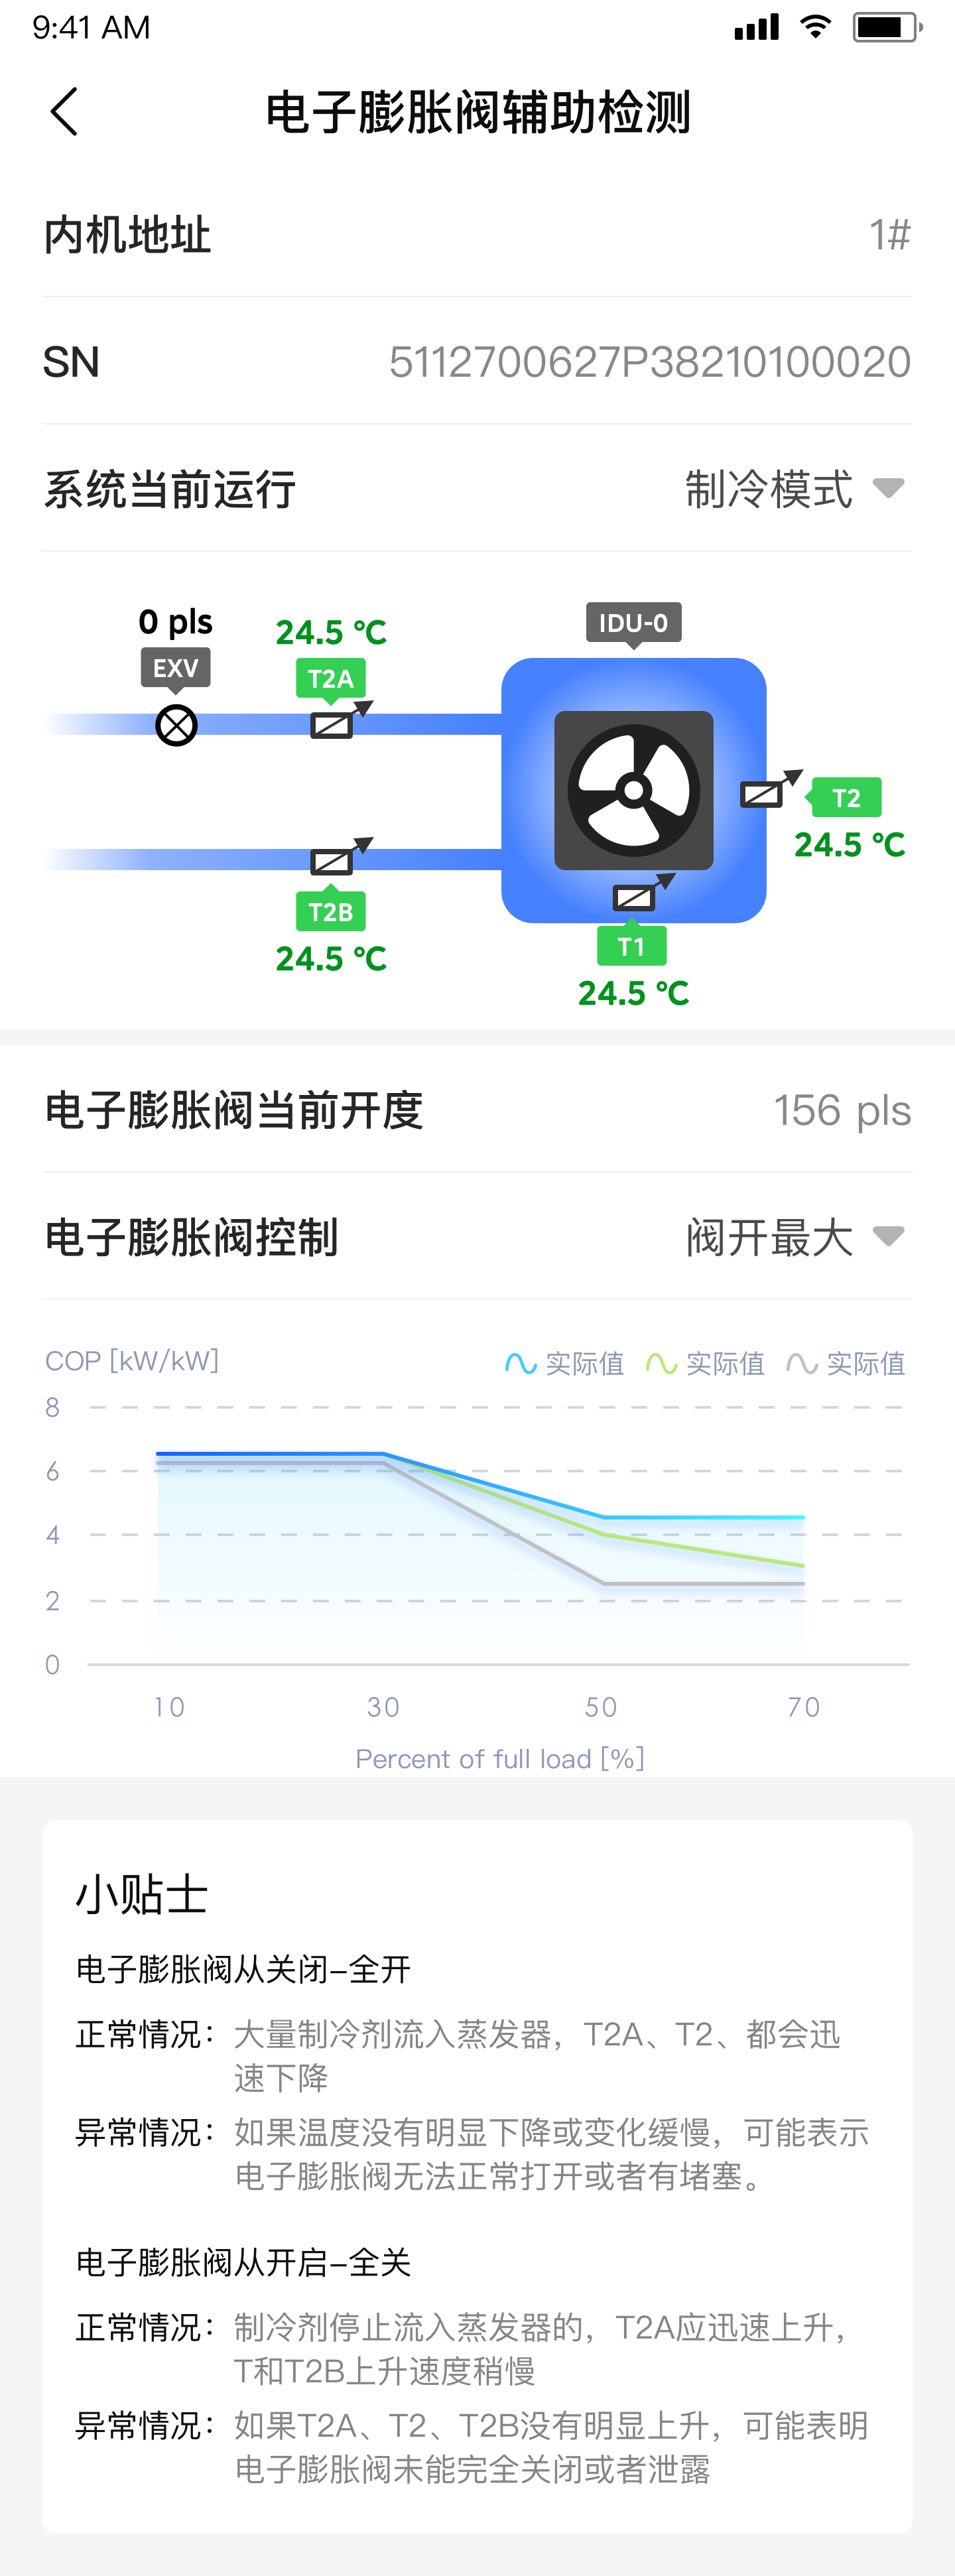 9:41 AM
电子膨胀阀辅助检测
内机地址 1#
SN 5112700627P38210100020
系统当前运行 制冷模式
0 pls
EXV
24.5 ℃
T2A
IDU-0
T2
24.5 ℃
T2B
24.5 ℃
T1
24.5 ℃
电子膨胀阀当前开度 156 pls
电子膨胀阀控制 阀开最大
COP [kW/kW] 实际值 实际值 实际值
8
6
4
2
0
10 30 50 70
Percent of full load [%]
小贴士
电子膨胀阀从关闭–全开
正常情况：大量制冷剂流入蒸发器，T2A、T2、都会迅
速下降
异常情况：如果温度没有明显下降或变化缓慢，可能表示
电子膨胀阀无法正常打开或者有堵塞。
电子膨胀阀从开启–全关
正常情况：制冷剂停止流入蒸发器的，T2A应迅速上升，
T和T2B上升速度稍慢
异常情况：如果T2A、T2、T2B没有明显上升，可能表明
电子膨胀阀未能完全关闭或者泄露